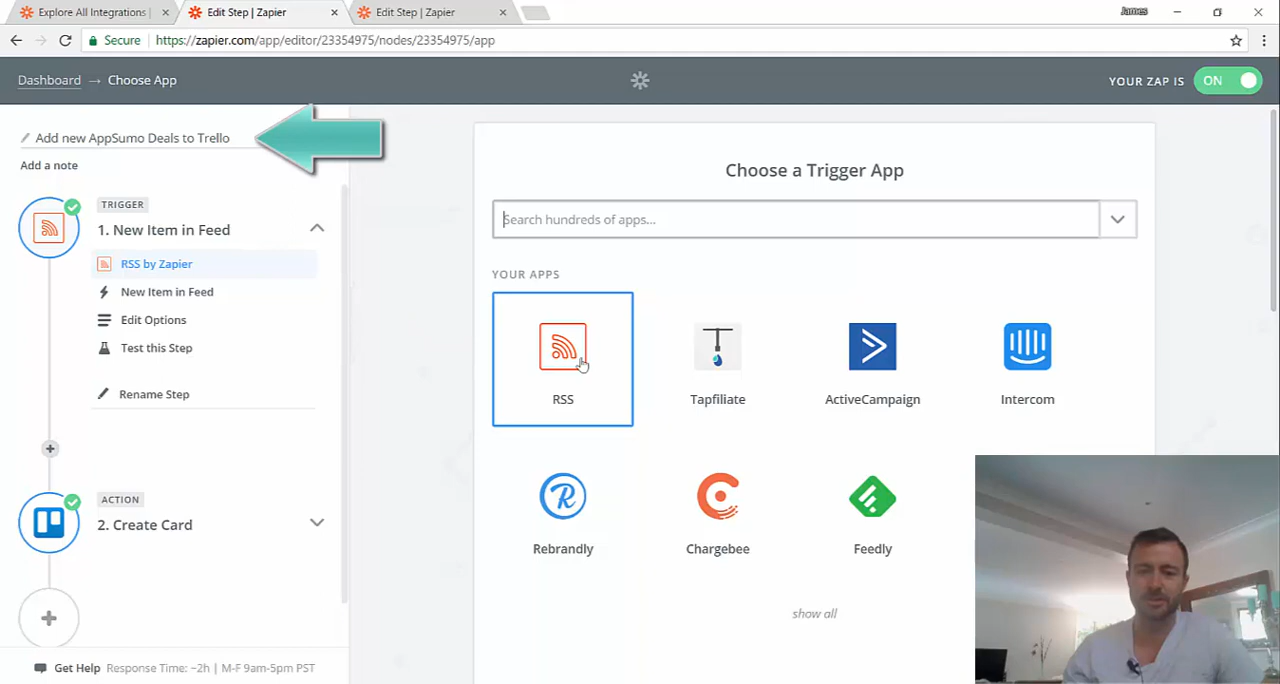 Explore All Integrations |
Edit Step | Zapier
Edit Step | Zapier
James
Secure
https://zapier.com/app/editor/23354975/nodes/23354975/app
Dashboard → Choose App
YOUR ZAP IS
ON
Add new AppSumo Deals to Trello
Add a note
TRIGGER
1. New Item in Feed
RSS by Zapier
New Item in Feed
Edit Options
Test this Step
Rename Step
ACTION
2. Create Card
Get Help Response Time: ~2h | M-F 9am-5pm PST
Choose a Trigger App
Search hundreds of apps...
YOUR APPS
RSS
Tapfiliate
ActiveCampaign
Intercom
Rebrandly
Chargebee
Feedly
show all